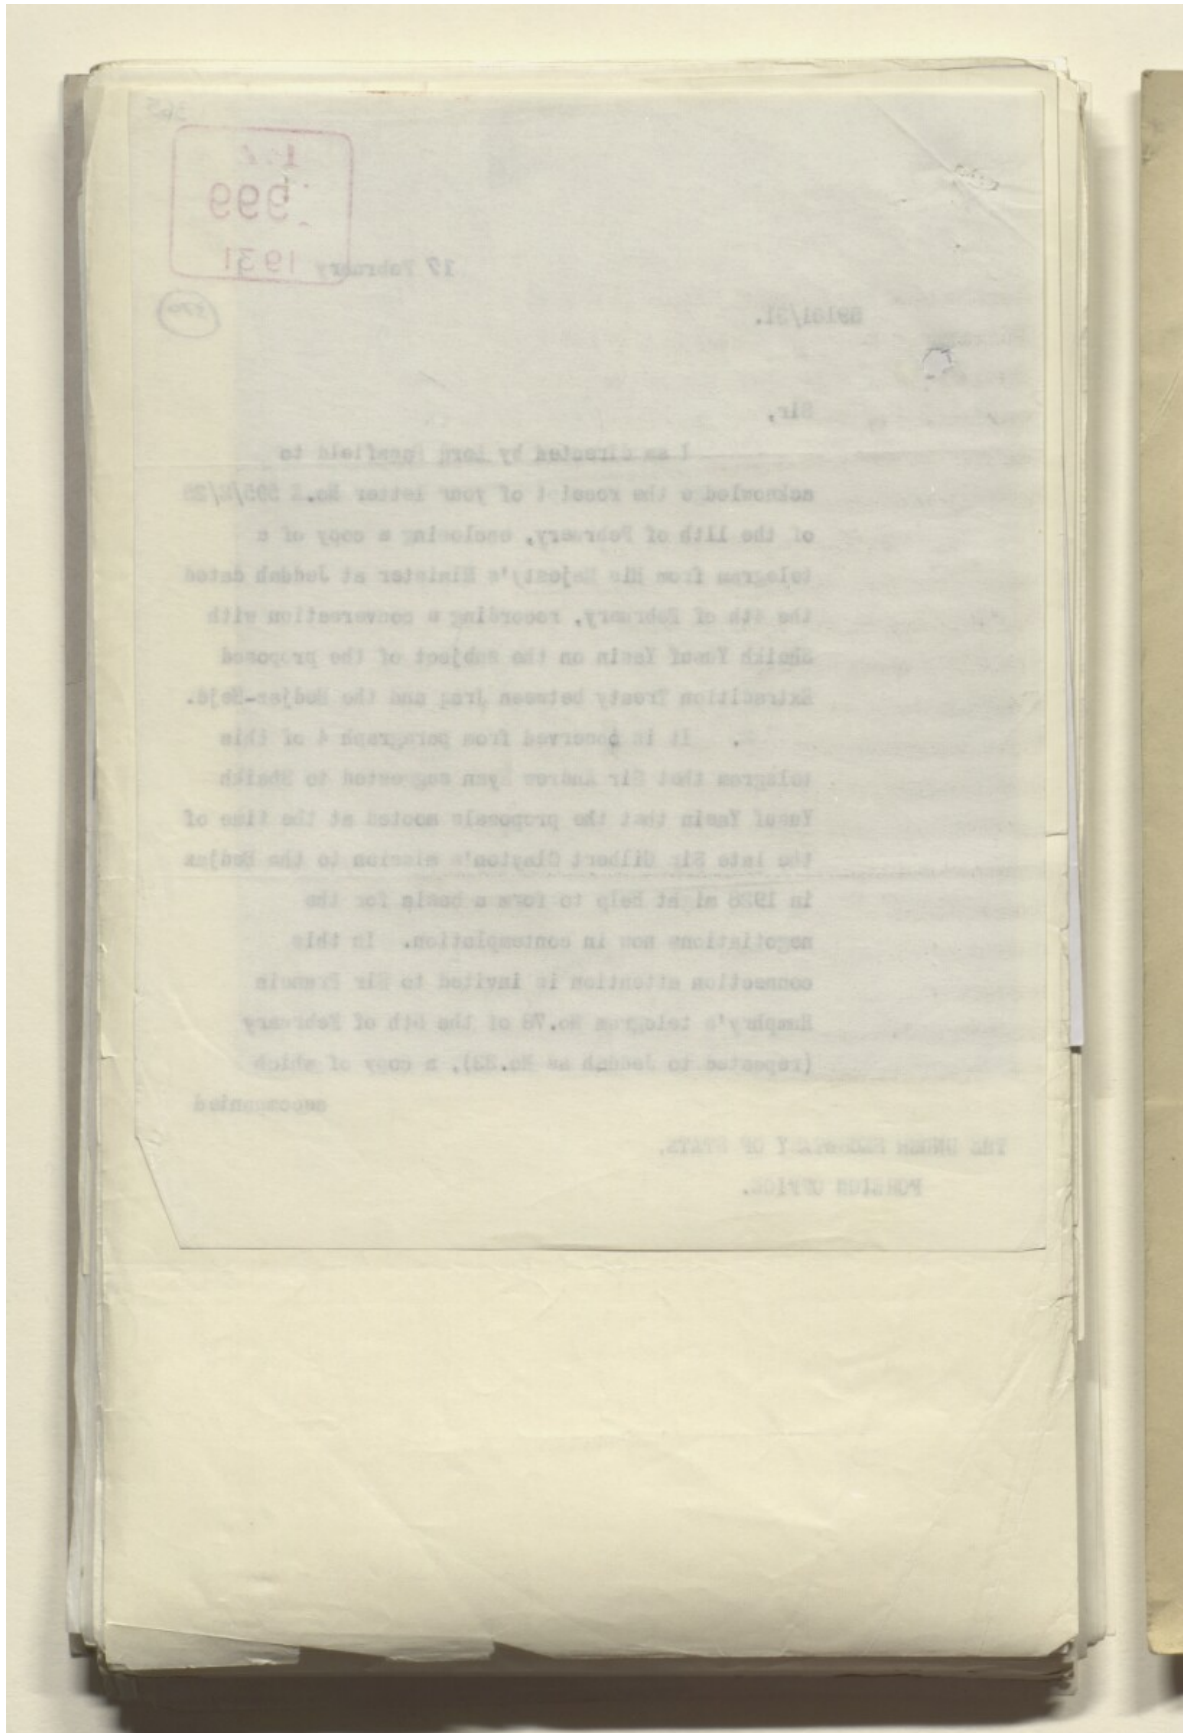 999
1931
17 February
89101/31.
Sir,
I am directed by Lord Passfield to
acknowledge the receipt of your letter No.E 595/ /25
of the 11th of February, enclosing a copy of a
telegram from His Majesty's Minister at Jeddah dated
the 4th of February, recording a conversation with
Shaikh Yusuf Yasin on the subject of the proposed
Extradition Treaty between Iraq and the Hedjaz-Nejd.
It is observed from paragraph 4 of this
telegram that Sir Andrew Ryan suggested to Shaikh
Yusuf Yasin that the proposals mooted at the time of
the late Sir Gilbert Clayton's mission to the Hedjaz
in 1928 might help to form a basis for the
negotiations now in contemplation. In this
connection attention is invited to Sir Francis
Humphry's telegram No.78 of the 6th of February
(repeated to Jeddah as No.33), a copy of which
accompanied
THE UNDER SECRETARY OF STATE,
FOREIGN OFFICE.